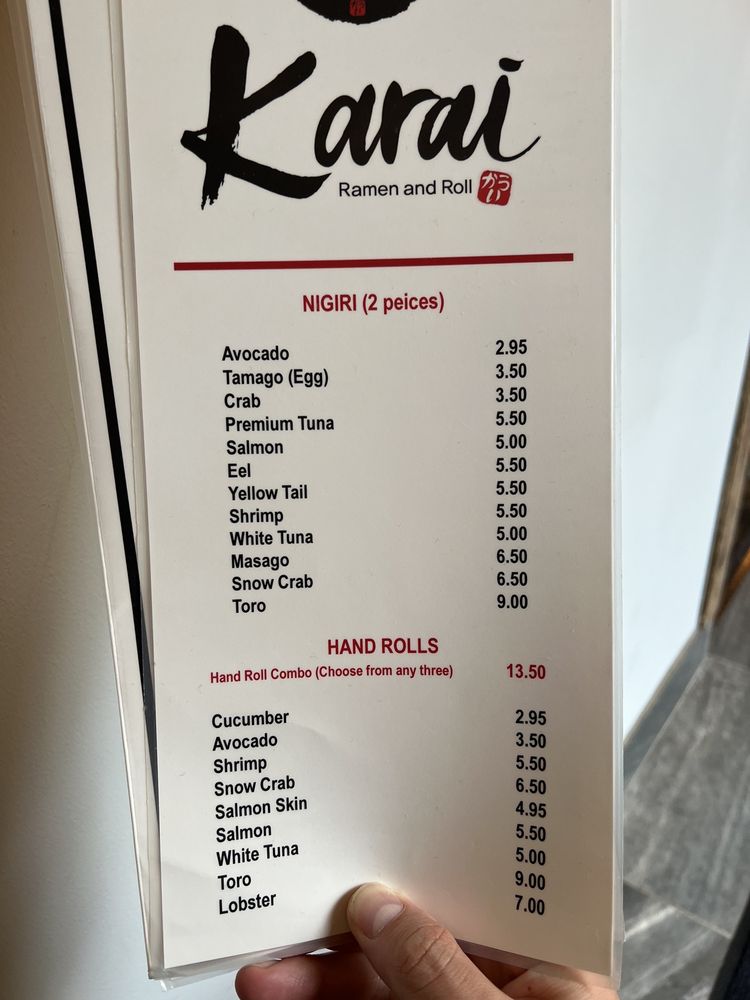 Karai
Ramen and Roll からい
NIGIRI (2 peices)
Avocado 2.95
Tamago (Egg) 3.50
Crab 3.50
Premium Tuna 5.50
Salmon 5.00
Eel 5.50
Yellow Tail 5.50
Shrimp 5.50
White Tuna 5.00
Masago 6.50
Snow Crab 6.50
Toro 9.00
HAND ROLLS
Hand Roll Combo (Choose from any three) 13.50
Cucumber 2.95
Avocado 3.50
Shrimp 5.50
Snow Crab 6.50
Salmon Skin 4.95
Salmon 5.50
White Tuna 5.00
Toro 9.00
Lobster 7.00